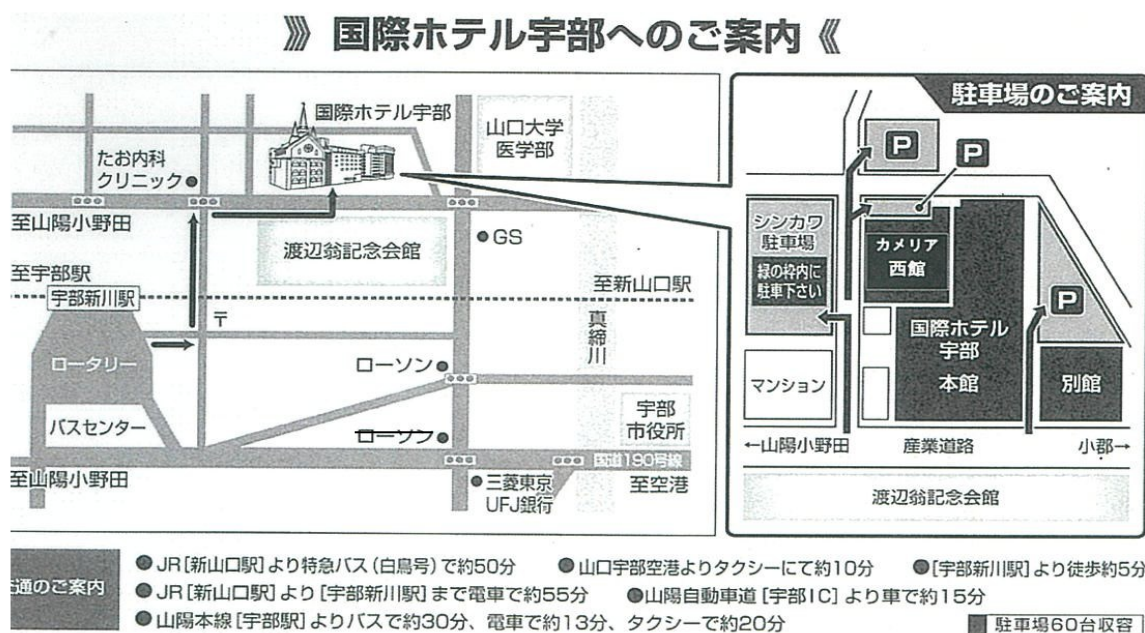 国際ホテル宇部へのご案内
国際ホテル宇部
山口大学
医学部
たお内科
クリニック
至山陽小野田
渡辺翁記念会館
GS
至宇部駅
至新山口駅
宇部新川駅
〒
真締川
ロータリー
ローソン
バスセンター
ローソン
宇部
市役所
国道190号線
至山陽小野田
至空港
三菱東京
UFJ銀行
駐車場のご案内
P
P
シンカワ
駐車場
緑の枠内に
駐車下さい
カメリア
西館
P
国際ホテル
宇部
本館
マンション
別館
←山陽小野田
産業道路
小郡→
渡辺翁記念会館
通のご案内
●JR[新山口駅]より特急バス(白鳥号)で約50分
●山口宇部空港よりタクシーにて約10分
●[宇部新川駅]より徒歩約5分
●JR[新山口駅]より[宇部新川駅]まで電車で約55分
●山陽自動車道[宇部IC]より車で約15分
●山陽本線[宇部駅]よりバスで約30分、電車で約13分、タクシーで約20分
駐車場60台収容